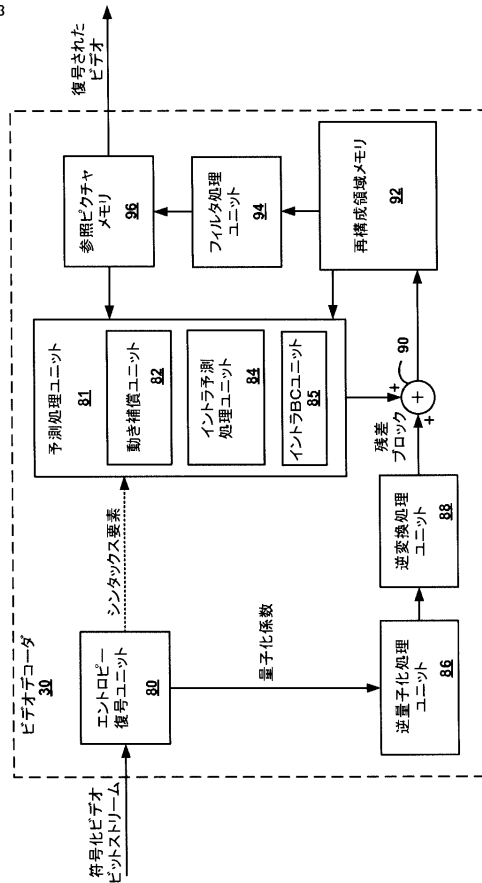 3
ビデオデコーダ
30
符号化ビデオ
ビットストリーム
エントロピー
復号ユニット
80
シンタックス要素
量子化係数
予測処理ユニット
81
動き補償ユニット
82
イントラ予測
処理ユニット
84
イントラBCユニット
85
逆量子化処理
ユニット
86
逆変換処理
ユニット
88
残差
ブロック
+
+
+
90
再構成領域メモリ
92
フィルタ処理
ユニット
94
参照ピクチャ
メモリ
96
復号された
ビデオ